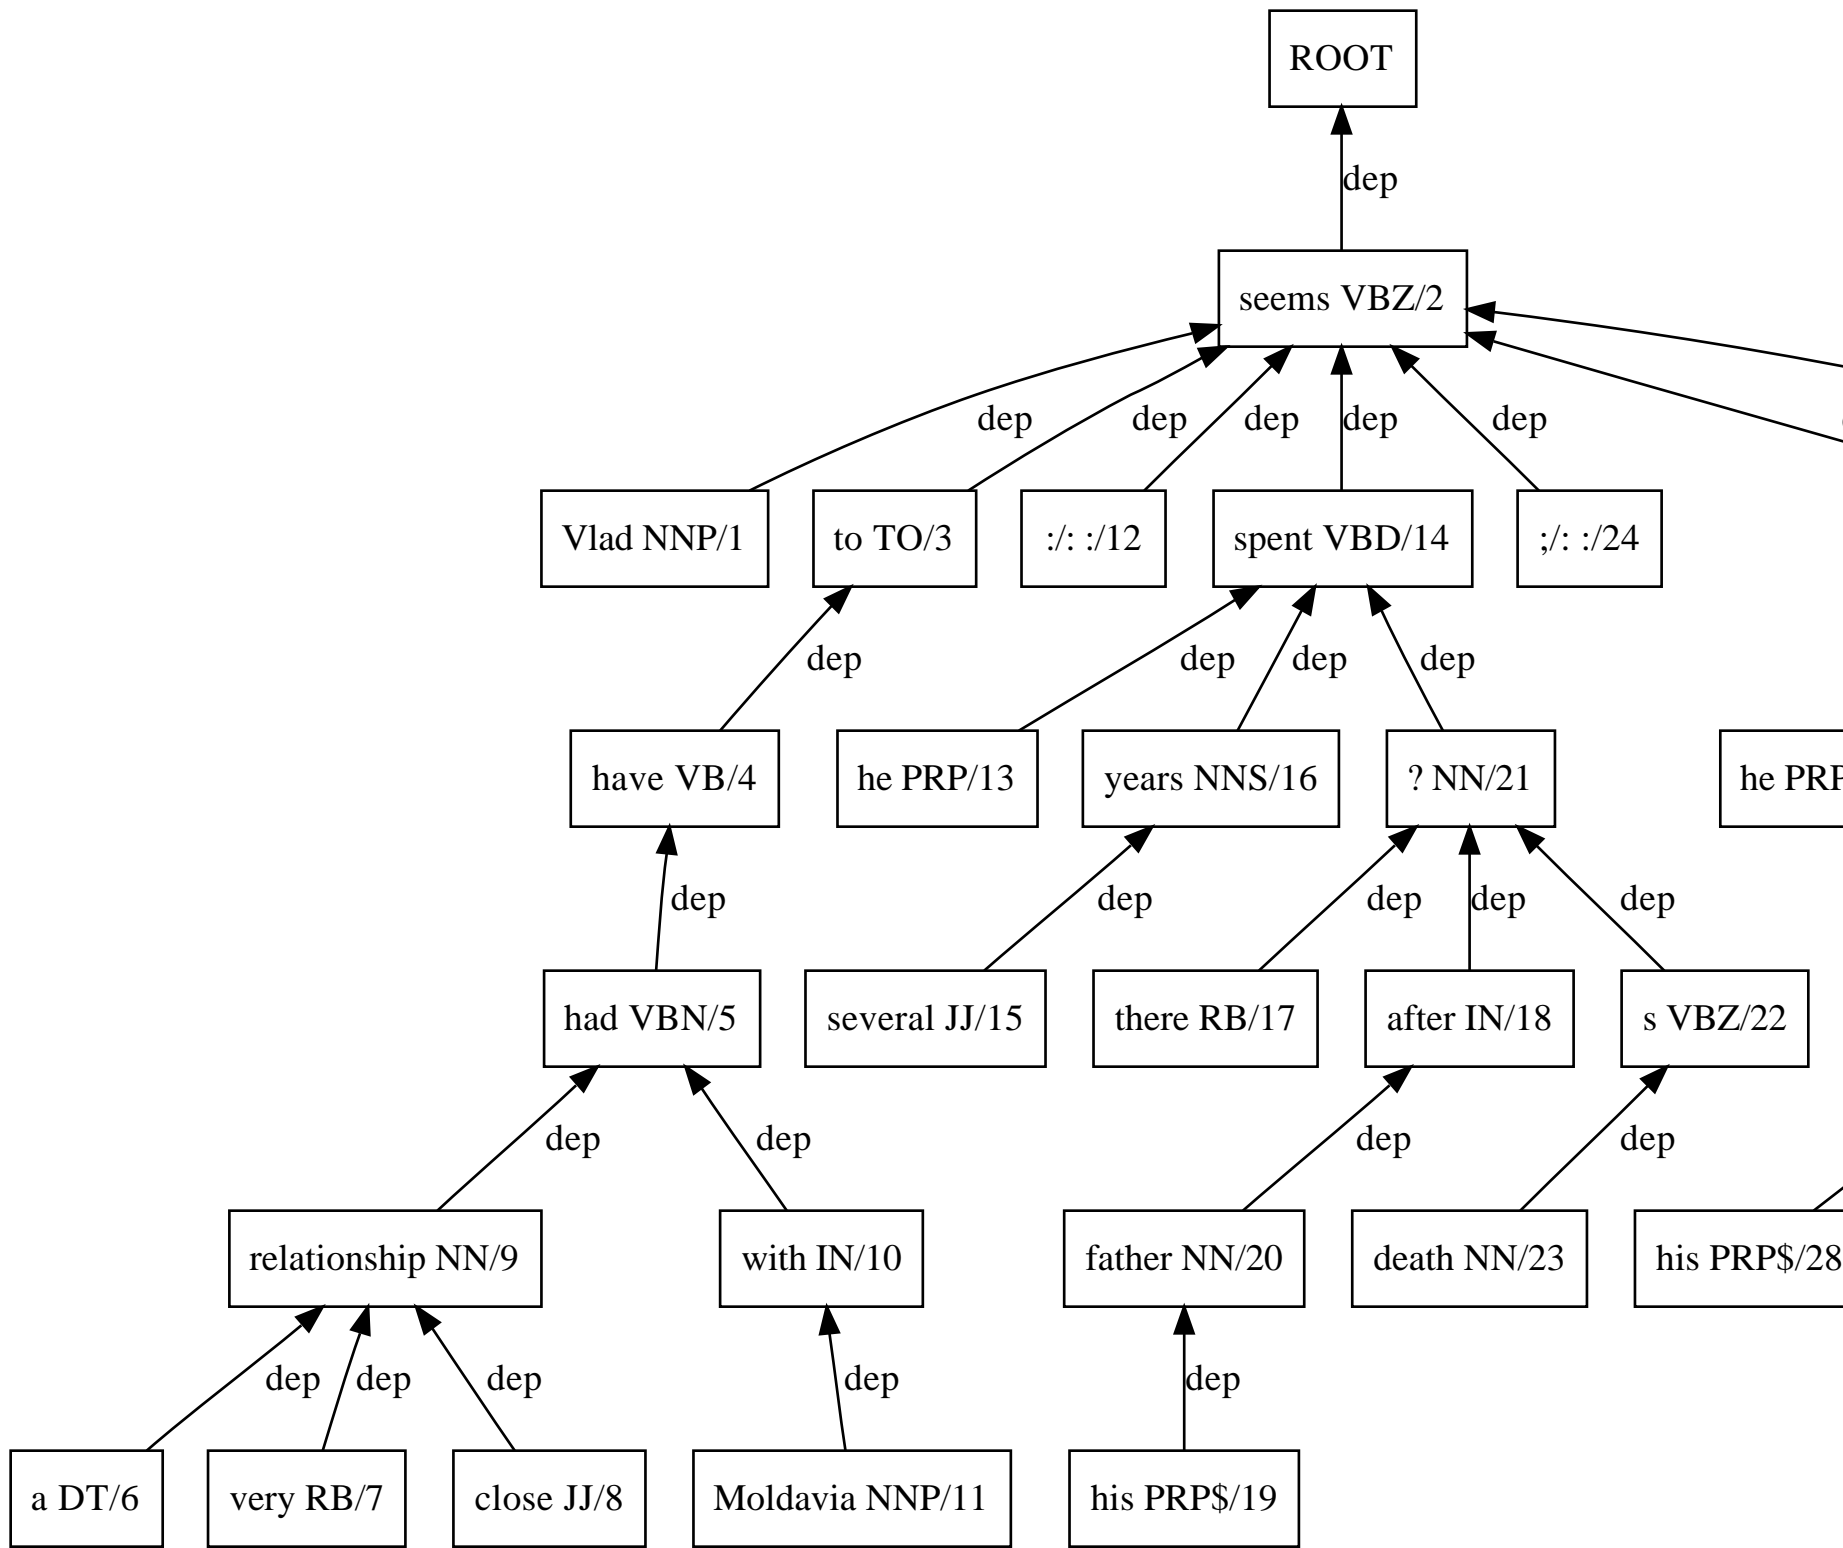 ROOT
dep
seems VBZ/2
dep dep dep dep dep
Vlad NNP/1 to TO/3 :/: :/12 spent VBD/14 ;/: :/24
dep dep dep dep
have VB/4 he PRP/13 years NNS/16 ? NN/21 he PRP
dep dep dep dep dep
had VBN/5 several JJ/15 there RB/17 after IN/18 s VBZ/22
dep dep dep dep
relationship NN/9 with IN/10 father NN/20 death NN/23 his PRP$/28
dep dep dep dep dep
a DT/6 very RB/7 close JJ/8 Moldavia NNP/11 his PRP$/19